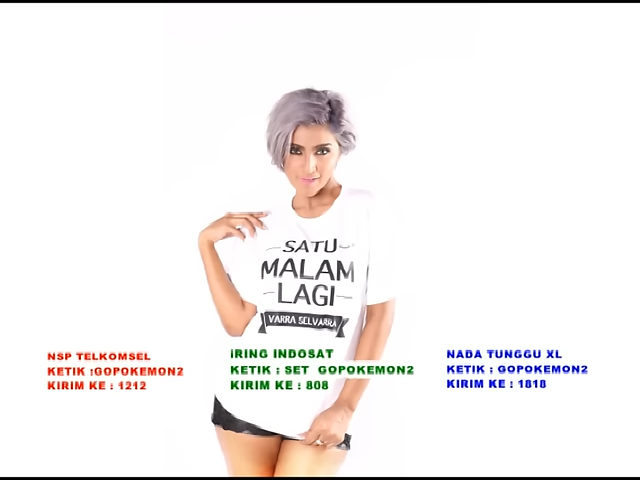 SATU
MALAM
LAGI
VARRA SELVARRA
NSP TELKOMSEL
KETIK :GOPOKEMON2
KIRIM KE : 1212
iRING INDOSAT
KETIK : SET GOPOKEMON2
KIRIM KE : 808
NADA TUNGGU XL
KETIK : GOPOKEMON2
KIRIM KE : 1818